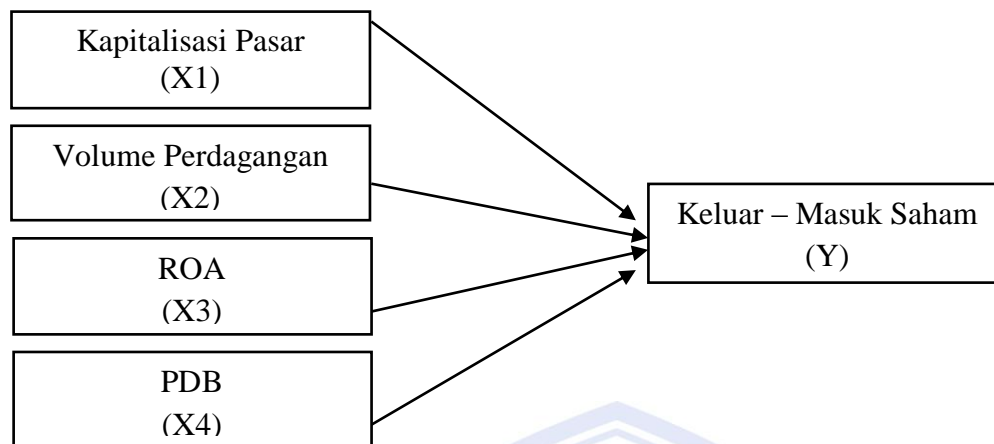 Kapitalisasi Pasar
(X1)
Volume Perdagangan
(X2)
ROA
(X3)
PDB
(X4)
Keluar – Masuk Saham
(Y)